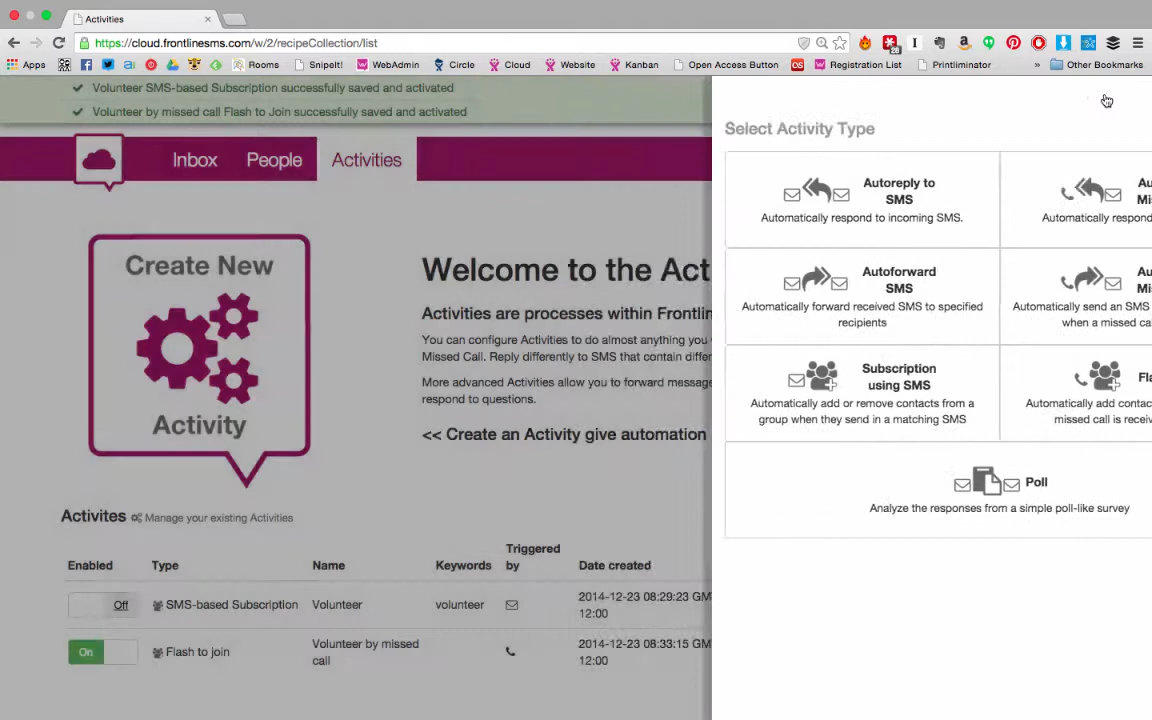 Activities
https://cloud.frontlinesms.com/w/2/recipeCollection/list
Apps Rooms SnipeIt! WebAdmin Circle Cloud Website Kanban Open Access Button OS Registration List Printliminator » Other Bookmarks
Volunteer SMS-based Subscription successfully saved and activated
Volunteer by missed call Flash to Join successfully saved and activated
Inbox People Activities
Create New
Activity
Welcome to the Act
Activities are processes within Frontlin
You can configure Activities to do almost anything you
Missed Call. Reply differently to SMS that contain differ
More advanced Activities allow you to forward messag
respond to questions.
<< Create an Activity give automation
Activites Manage your existing Activities
Enabled Type Name Keywords Triggered by Date created
Off SMS-based Subscription Volunteer volunteer 2014-12-23 08:29:23 GM
12:00
On Flash to join Volunteer by missed call 2014-12-23 08:33:15 GM
12:00
Select Activity Type
Autoreply to
SMS
Automatically respond to incoming SMS.
Au
Mis
Automatically respond
Autoforward
SMS
Automatically forward received SMS to specified
recipients
Au
Mis
Automatically send an SMS
when a missed ca
Subscription
using SMS
Automatically add or remove contacts from a
group when they send in a matching SMS
Fla
Automatically add contac
missed call is receiv
Poll
Analyze the responses from a simple poll-like survey